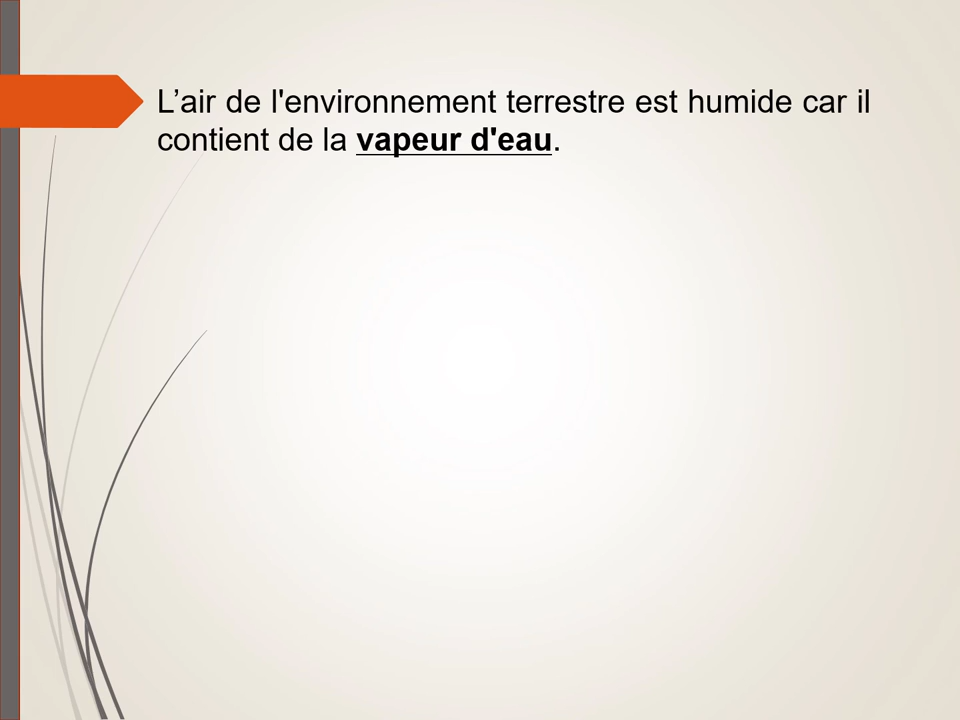 L’air de l'environnement terrestre est humide car il
contient de la vapeur d'eau.